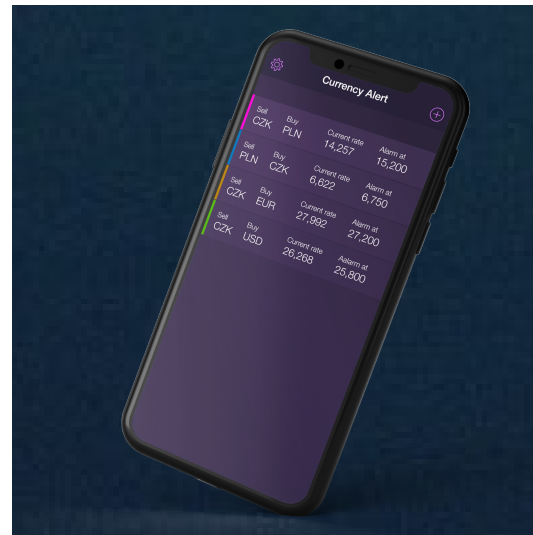 Currency Alert
Sell Buy Current rate Alarm at
CZK PLN 14,257 15,200
Sell Buy Current rate Alarm at
PLN CZK 6,622 6,750
Sell Buy Current rate Alarm at
CZK EUR 27,992 27,200
Sell Buy Current rate Aalarm at
CZK USD 26,268 25,800